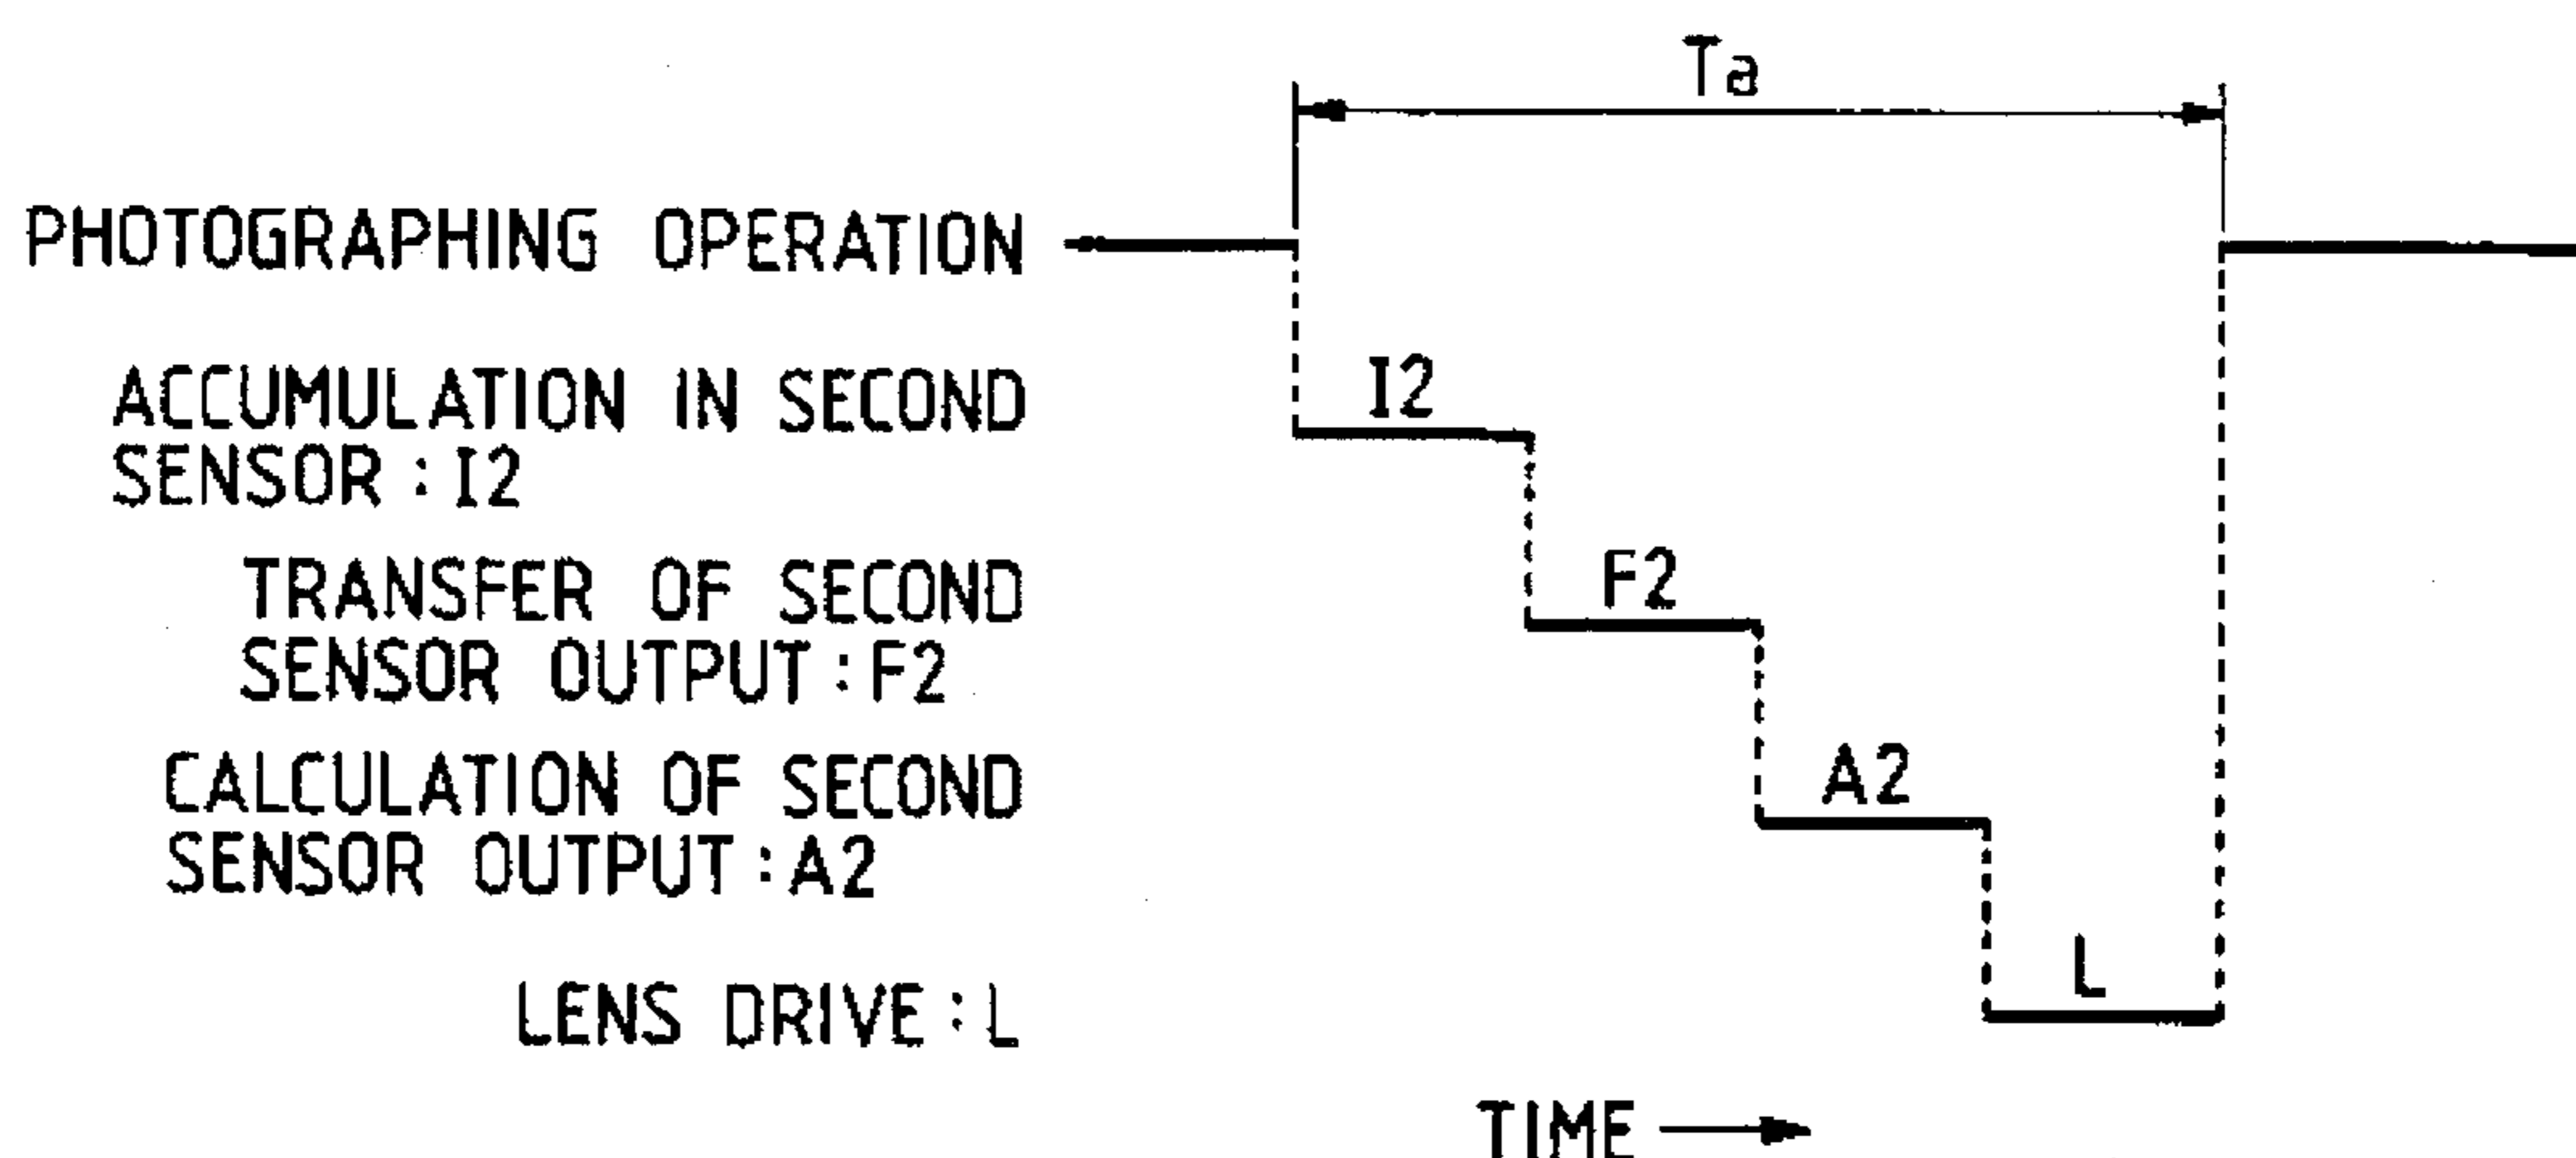 Ta
PHOTOGRAPHING OPERATION
ACCUMULATION IN SECOND
SENSOR : I2
I2
TRANSFER OF SECOND
SENSOR OUTPUT : F2
F2
CALCULATION OF SECOND
SENSOR OUTPUT : A2
A2
LENS DRIVE : L
L
TIME